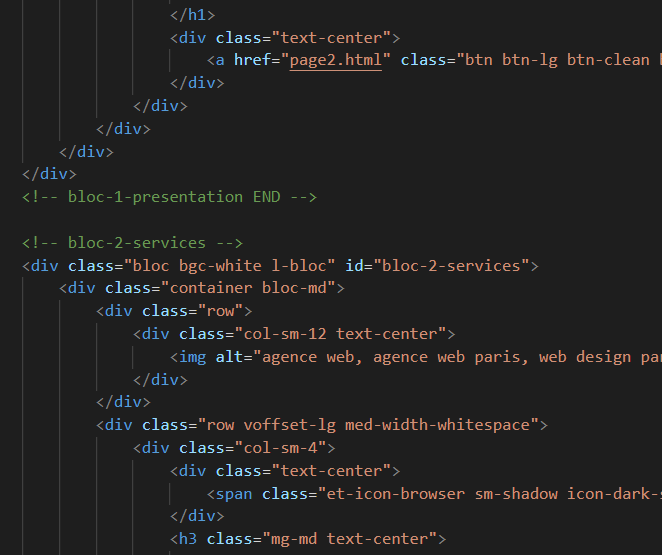 </h1>
<div class="text-center">
<a href="page2.html" class="btn btn-lg btn-clean
</div>
</div>
</div>
</div>
</div>
<!-- bloc-1-presentation END -->
<!-- bloc-2-services -->
<div class="bloc bgc-white l-bloc" id="bloc-2-services">
<div class="container bloc-md">
<div class="row">
<div class="col-sm-12 text-center">
<img alt="agence web, agence web paris, web design
</div>
</div>
<div class="row voffset-lg med-width-whitespace">
<div class="col-sm-4">
<div class="text-center">
<span class="et-icon-browser sm-shadow icon-dark-
</div>
<h3 class="mg-md text-center">